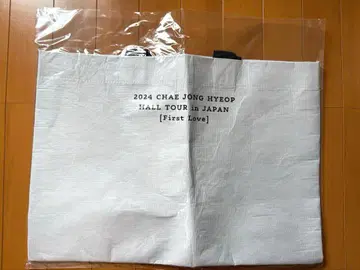 2024 CHAE JONG HYEOP
HALL TOUR in JAPAN
[First Love]